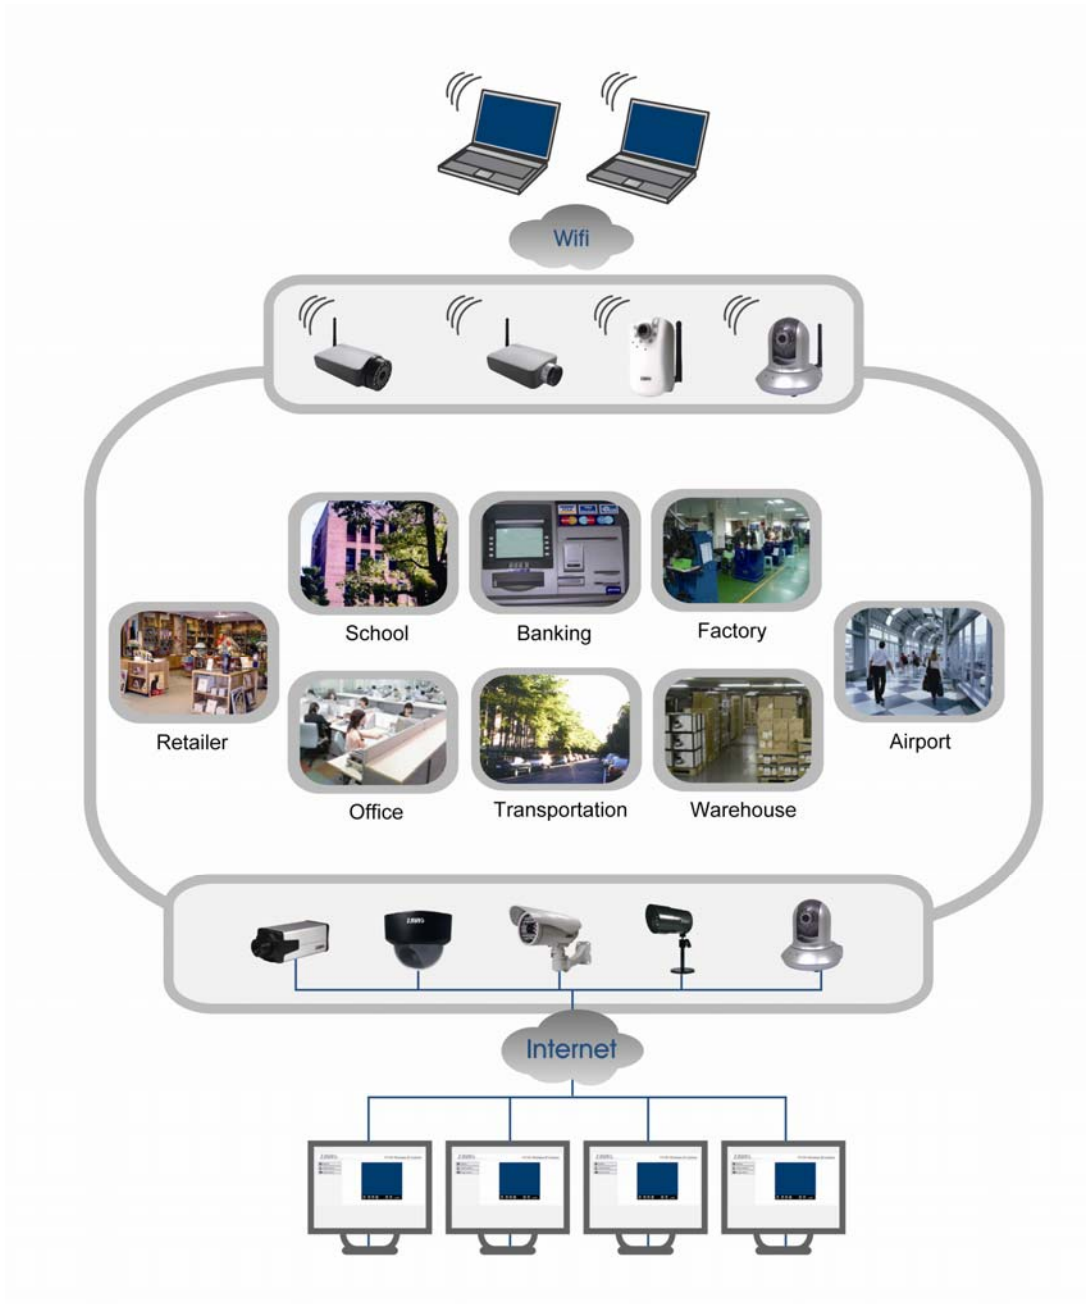 Wifi
School
Banking
Factory
Retailer
Airport
Office
Transportation
Warehouse
Internet